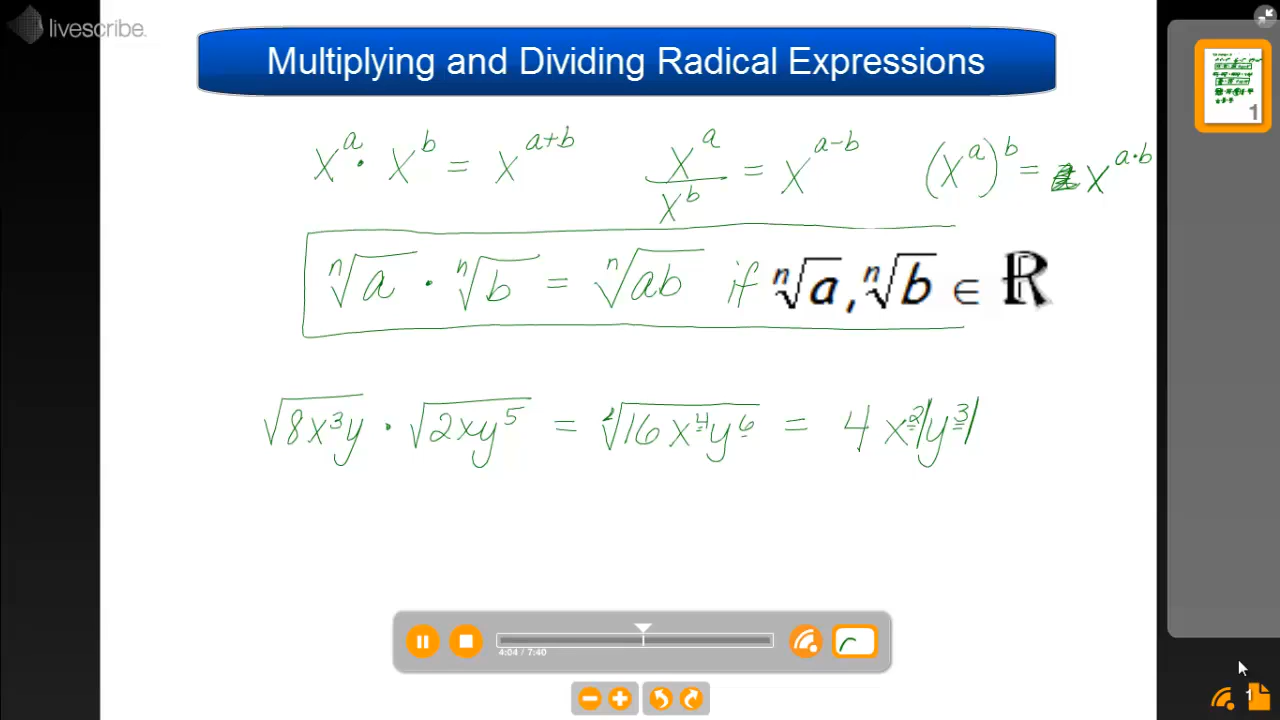 livescribe.
Multiplying and Dividing Radical Expressions
x^a · x^b = x^(a+b)   x^a / x^b = x^(a-b)   (x^a)^b = x^(a·b)
ⁿ√a · ⁿ√b = ⁿ√ab if ⁿ√a, ⁿ√b ∈ ℝ
√8x³y · √2xy⁵ = ²√16x⁴y⁶ = 4x²|y³|
4:04 / 7:40
1
1